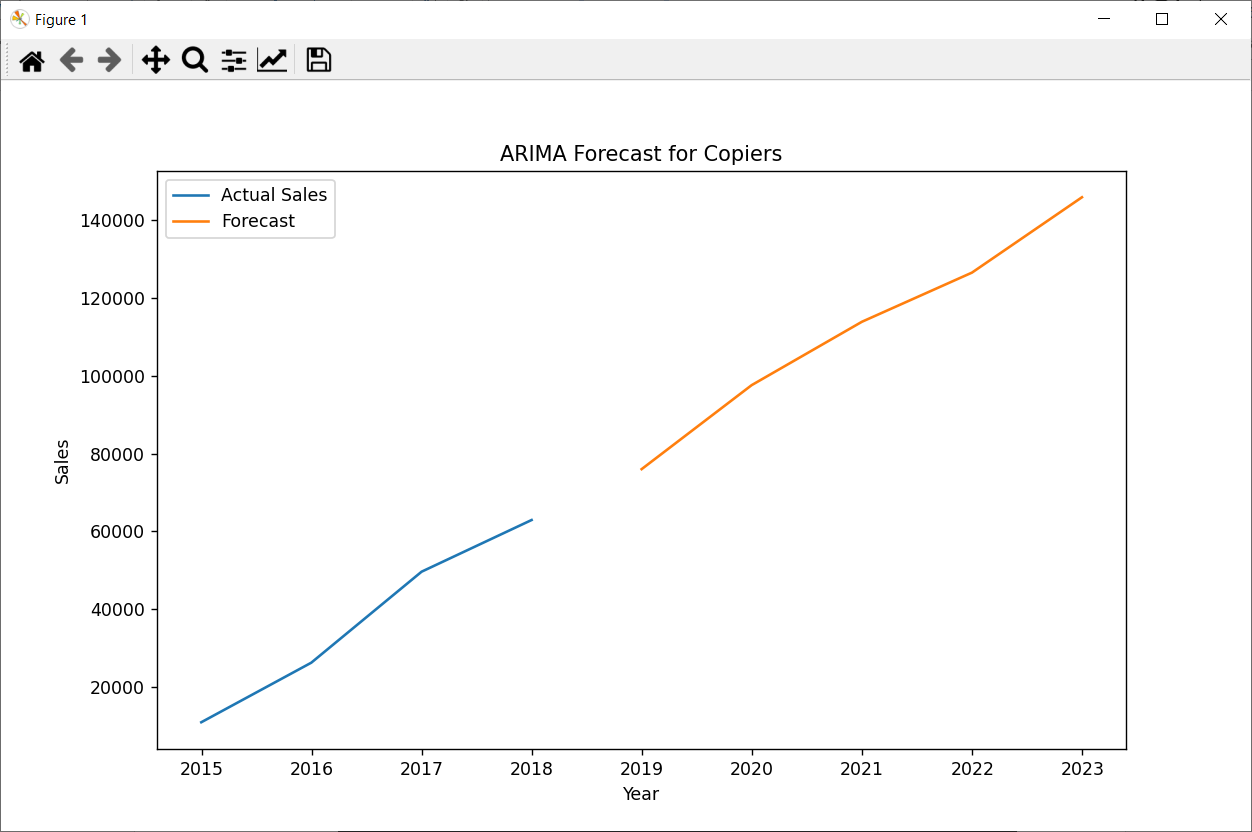 Figure 1
ARIMA Forecast for Copiers
Actual Sales
Forecast
140000
120000
100000
80000
60000
40000
20000
Sales
2015 2016 2017 2018 2019 2020 2021 2022 2023
Year